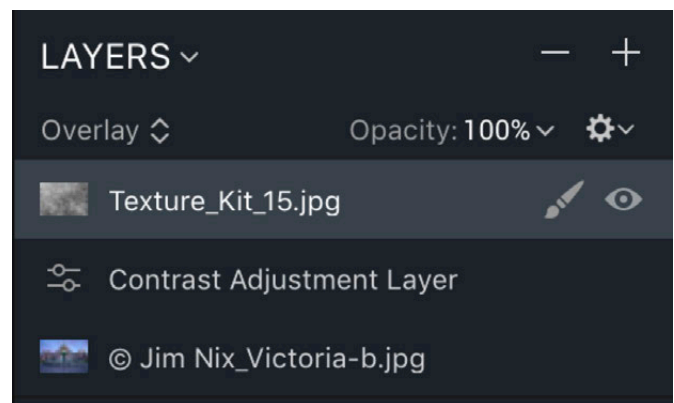 LAYERS
Overlay Opacity: 100%
Texture_Kit_15.jpg
Contrast Adjustment Layer
© Jim Nix_Victoria-b.jpg